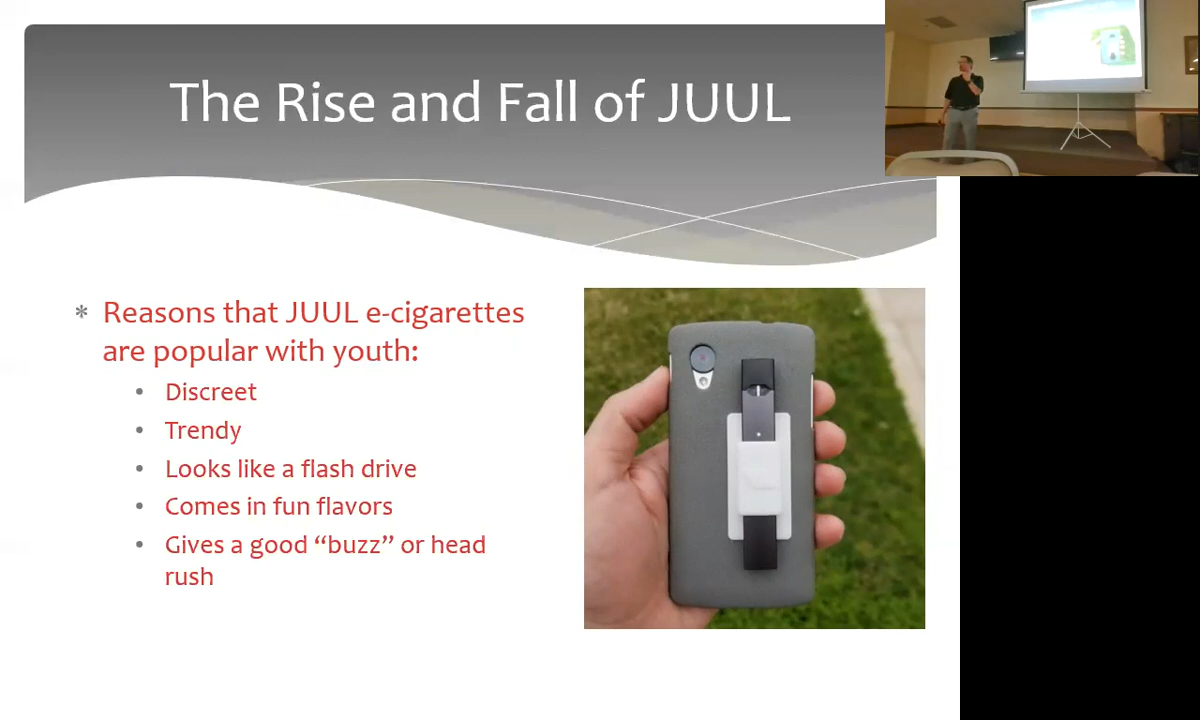 The Rise and Fall of JUUL
* Reasons that JUUL e-cigarettes
are popular with youth:
• Discreet
• Trendy
• Looks like a flash drive
• Comes in fun flavors
• Gives a good “buzz” or head
rush